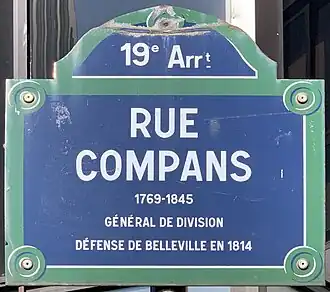 19e Arrt
RUE
COMPANS
1769-1845
GÉNÉRAL DE DIVISION
DÉFENSE DE BELLEVILLE EN 1814